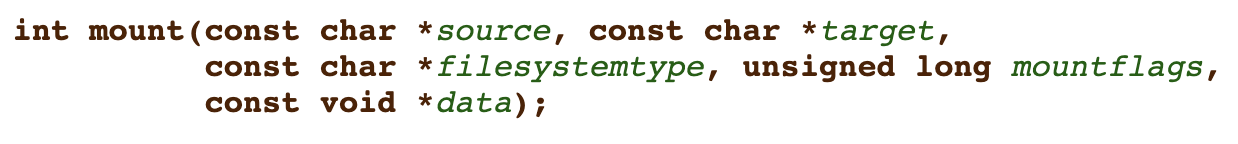 int mount(const char *source, const char *target,
          const char *filesystemtype, unsigned long mountflags,
          const void *data);